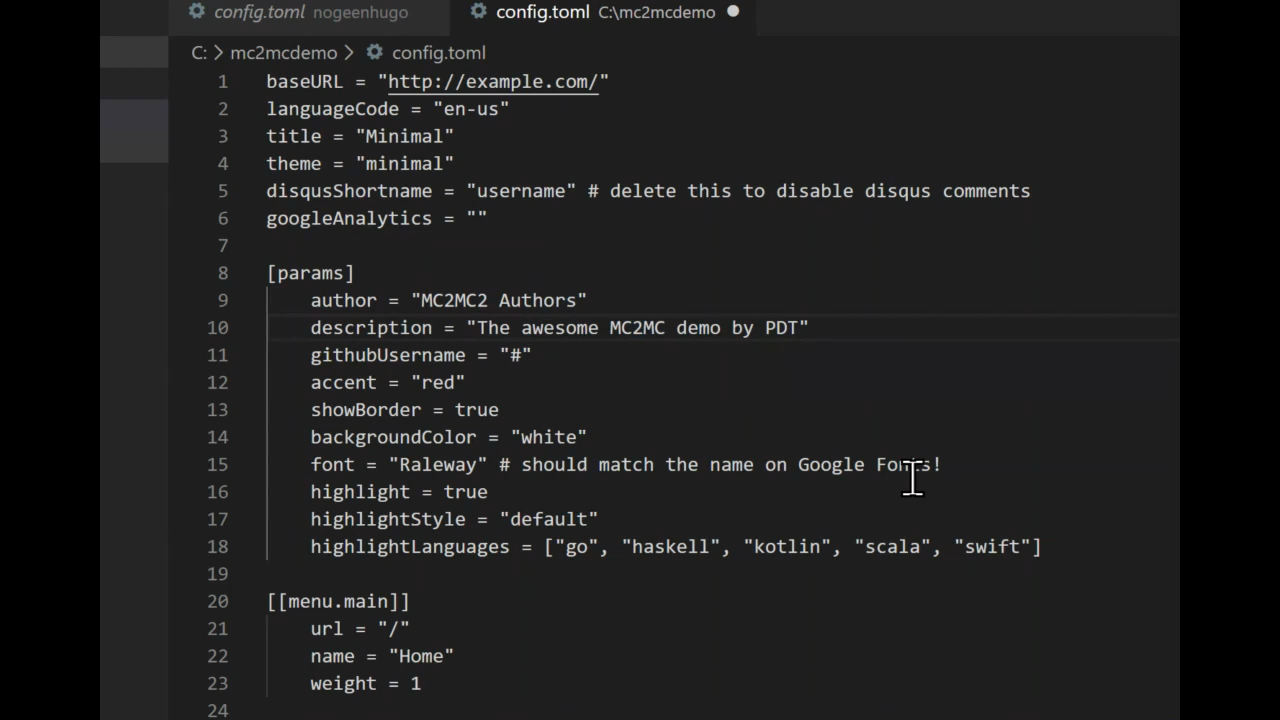 config.toml nogeenhugo config.toml C:\mc2mcdemo
C: > mc2mcdemo > config.toml
1 baseURL = "http://example.com/"
2 languageCode = "en-us"
3 title = "Minimal"
4 theme = "minimal"
5 disqusShortname = "username" # delete this to disable disqus comments
6 googleAnalytics = ""
7
8 [params]
9 author = "MC2MC2 Authors"
10 description = "The awesome MC2MC demo by PDT"
11 githubUsername = "#"
12 accent = "red"
13 showBorder = true
14 backgroundColor = "white"
15 font = "Raleway" # should match the name on Google Fonts!
16 highlight = true
17 highlightStyle = "default"
18 highlightLanguages = ["go", "haskell", "kotlin", "scala", "swift"]
19
20 [[menu.main]]
21 url = "/"
22 name = "Home"
23 weight = 1
24